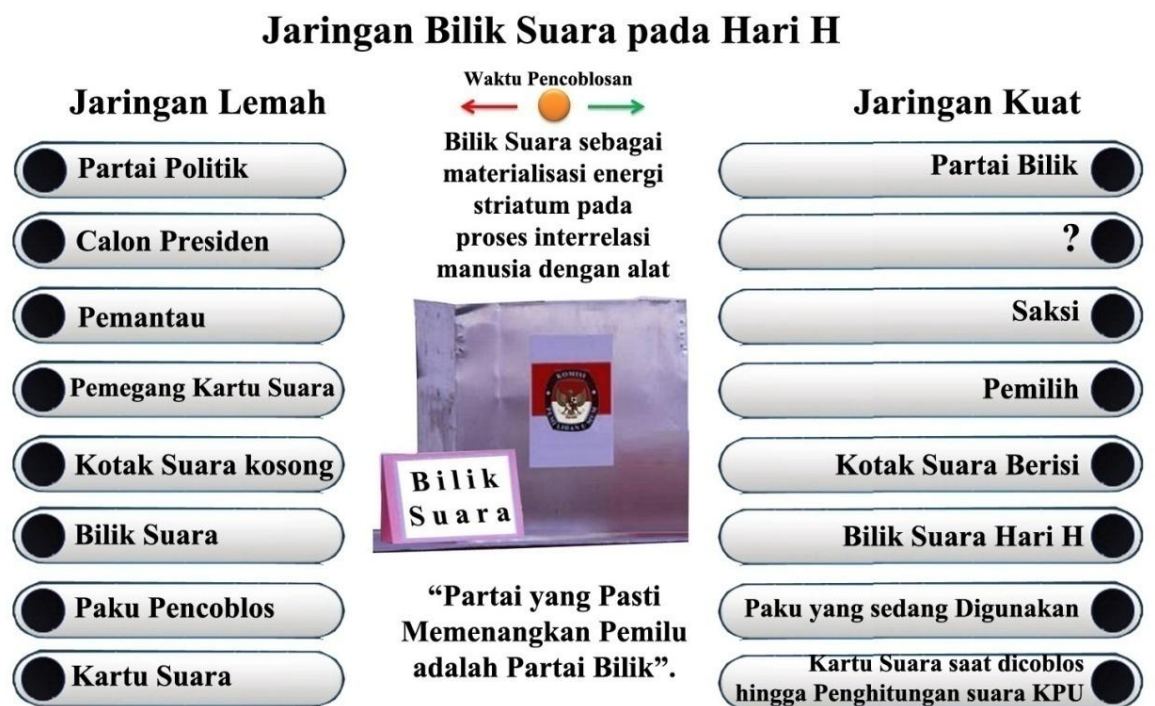 Jaringan Bilik Suara pada Hari H
Jaringan Lemah
Partai Politik
Calon Presiden
Pemantau
Pemegang Kartu Suara
Kotak Suara kosong
Bilik Suara
Paku Pencoblos
Kartu Suara
Waktu Pencoblosan
Bilik Suara sebagai
materialisasi energi
striatum pada
proses interrelasi
manusia dengan alat
KOMISI
PEMILIHAN UMUM
Bilik
Suara
“Partai yang Pasti
Memenangkan Pemilu
adalah Partai Bilik”.
Jaringan Kuat
Partai Bilik
?
Saksi
Pemilih
Kotak Suara Berisi
Bilik Suara Hari H
Paku yang sedang Digunakan
Kartu Suara saat dicoblos
hingga Penghitungan suara KPU